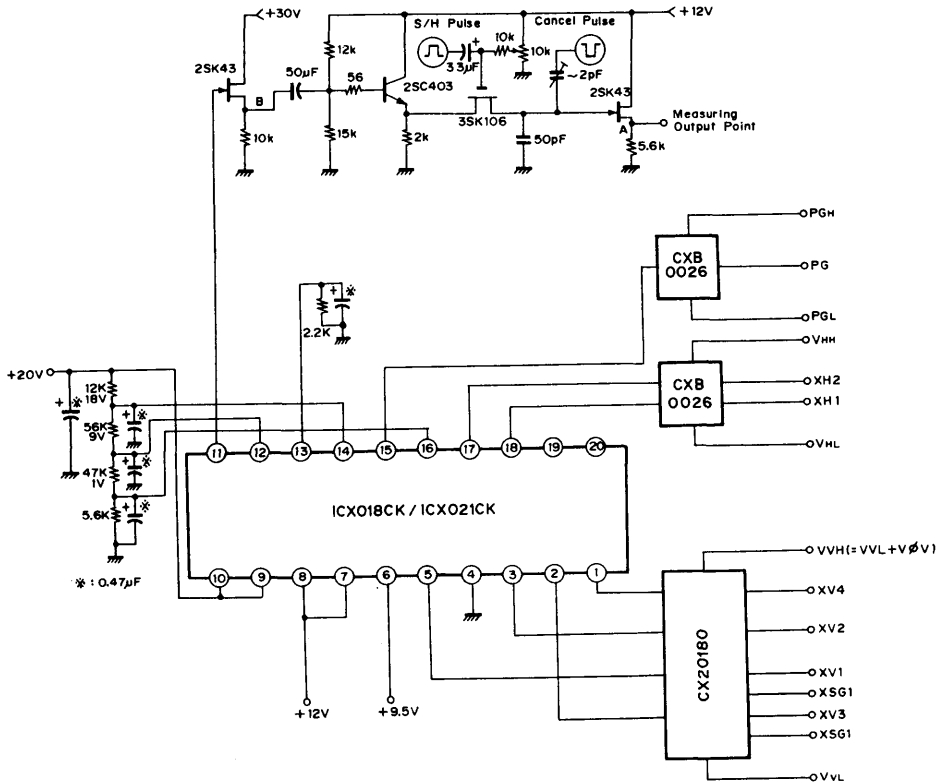 +30V
+12V
S/H Pulse
Cancel Pulse
12k
10k
10k
33µF
~2pF
2SK43
50µF
56
2SC403
2SK43
B
3SK106
A
Measuring
Output Point
10k
15k
2k
50pF
5.6k
PGH
CXB
0026
PG
PGL
2.2K
※
VHH
+20V
12K
18V
CXB
0026
XH2
XH1
※
※
56K
9V
※
VHL
47K
1V
※
5.6K
※
※ : 0.47µF
11
12
13
14
15
16
17
18
19
20
ICX018CK / ICX021CK
10
9
8
7
6
5
4
3
2
1
VVH(=VVL+VØV)
XV4
CX20180
XV2
XV1
XSG1
XV3
XSG1
VVL
+12V
+9.5V